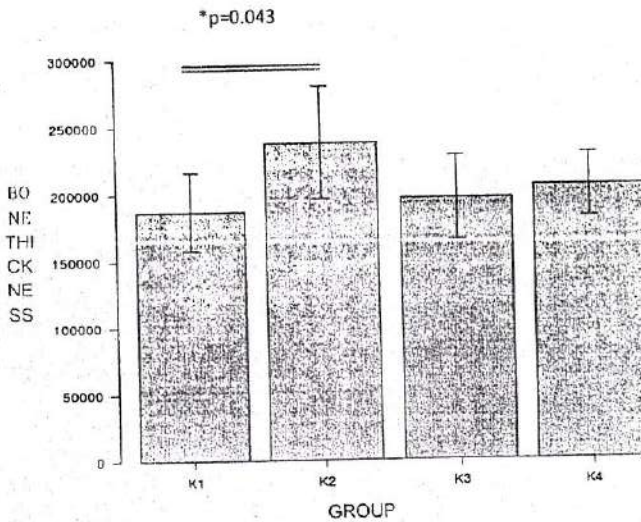 *p=0.043
300000
250000
200000
150000
100000
50000
0
BO
NE
THI
CK
NE
SS
K1 K2 K3 K4
GROUP